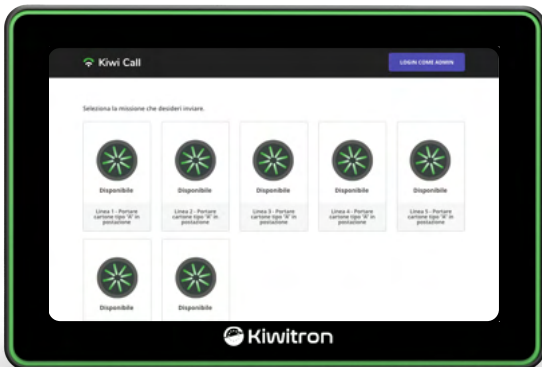 Kiwi Call
LOGIN COME ADMIN
Seleziona la missione che desideri inviare.
Disponibile
Linea 1 - Portare
cartone tipo "A" in
postazione
Disponibile
Linea 2 - Portare
cartone tipo "A" in
postazione
Disponibile
Linea 3 - Portare
cartone tipo "A" in
postazione
Disponibile
Linea 4 - Portare
cartone tipo "A" in
postazione
Disponibile
Linea 5 - Portare
cartone tipo "A" in
postazione
Disponibile
Disponibile
Kiwitron